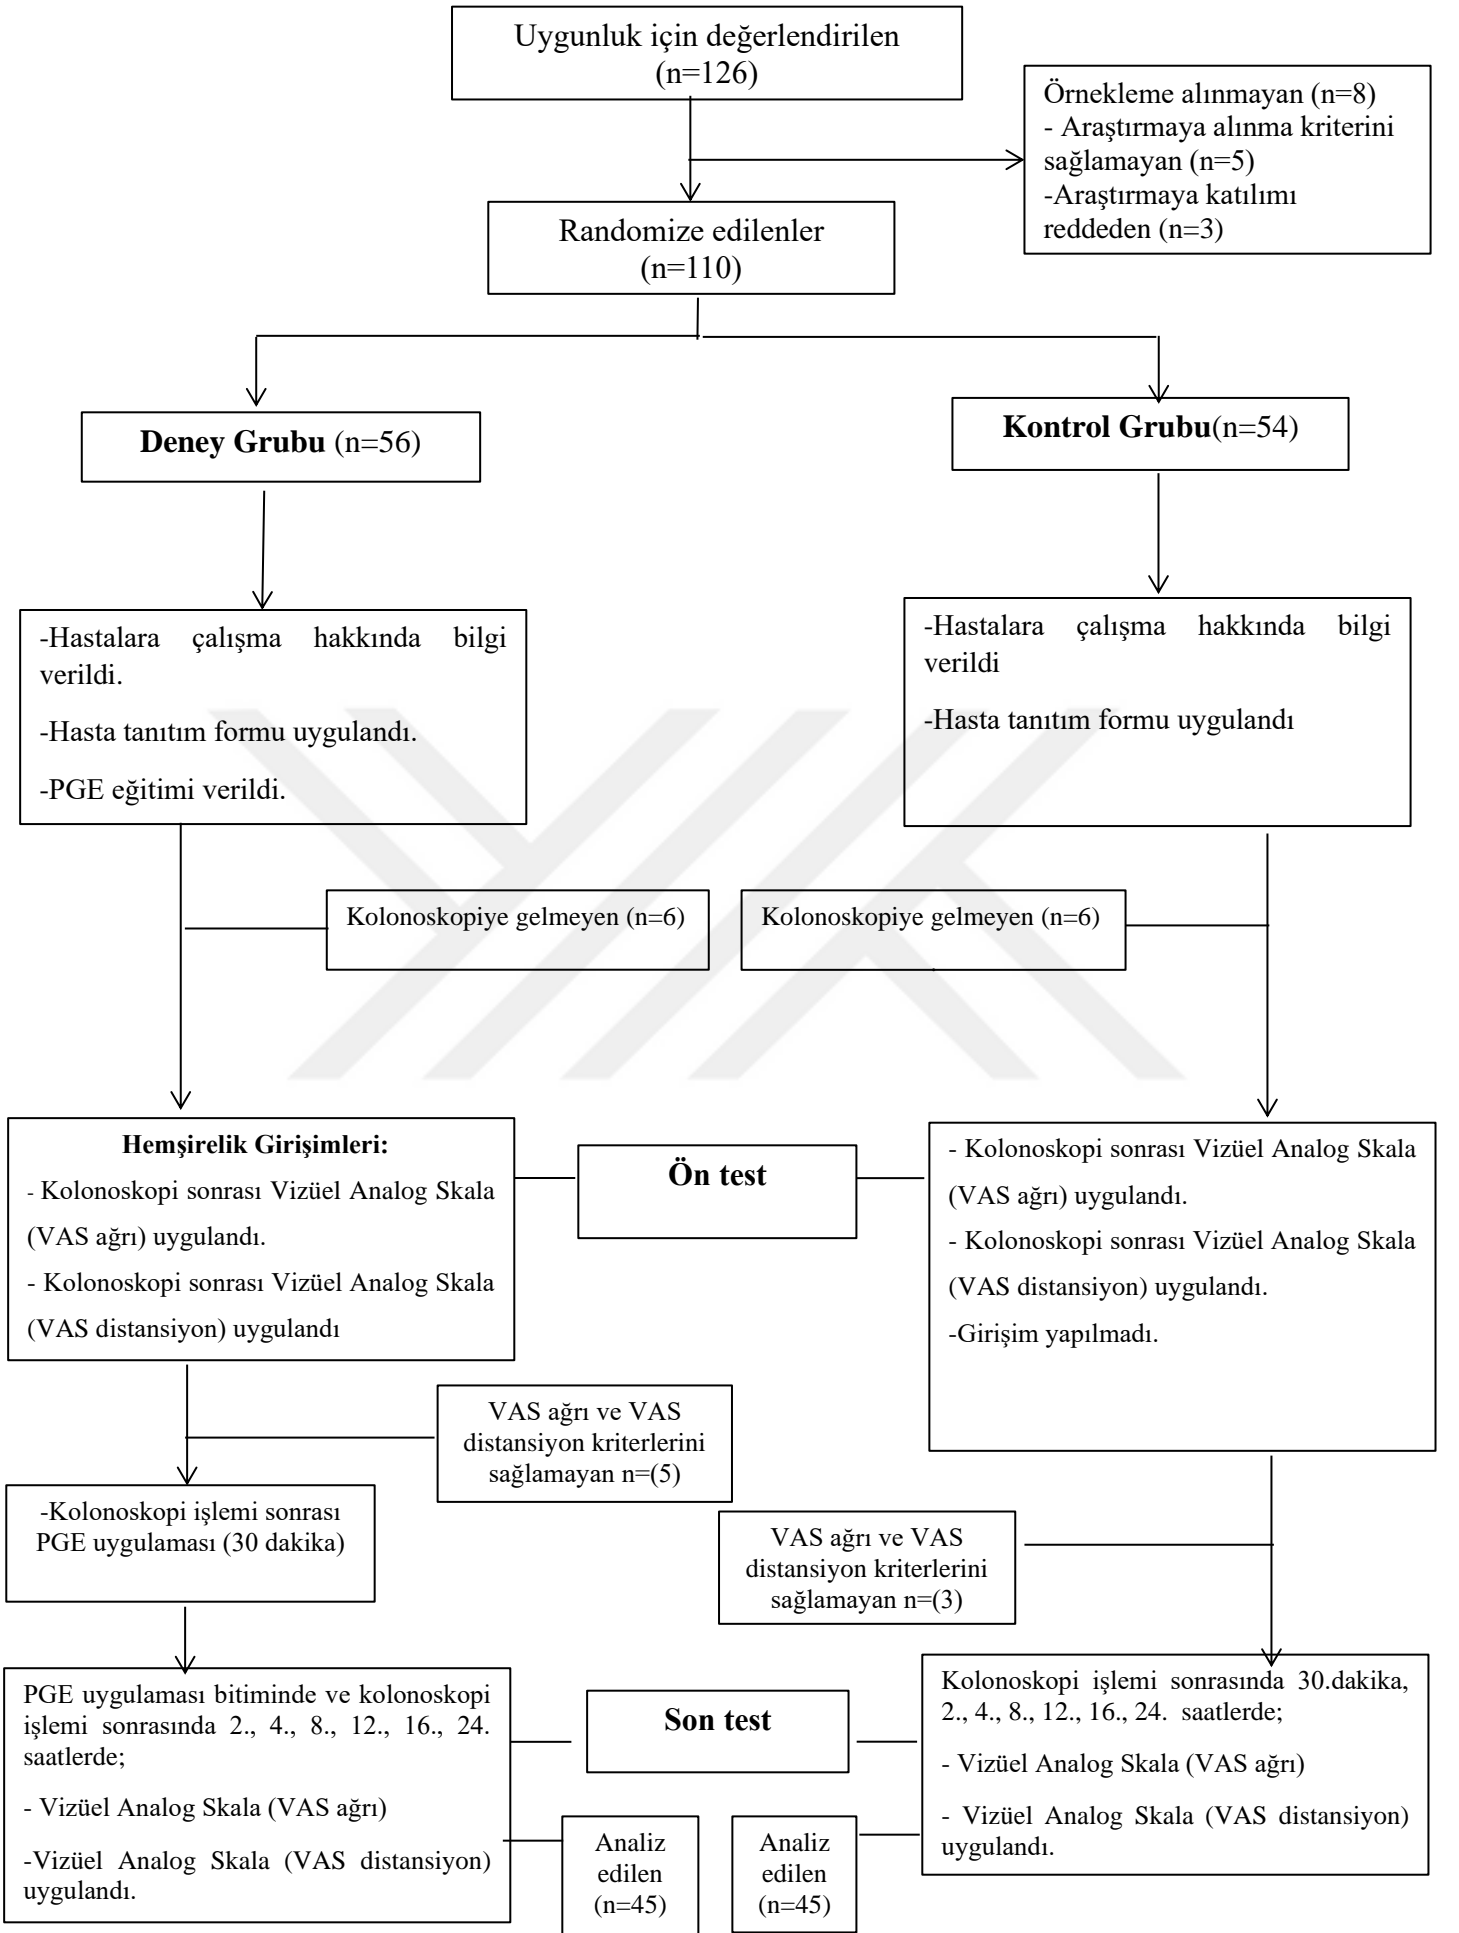 Uygunluk için değerlendirilen
(n=126)
Örnekleme alınmayan (n=8)
- Araştırmaya alınma kriterini
sağlamayan (n=5)
-Araştırmaya katılımı
reddeden (n=3)
Randomize edilenler
(n=110)
Deney Grubu (n=56)
Kontrol Grubu(n=54)
-Hastalara çalışma hakkında bilgi
verildi.
-Hasta tanıtım formu uygulandı.
-PGE eğitimi verildi.
-Hastalara çalışma hakkında bilgi
verildi
-Hasta tanıtım formu uygulandı
Kolonoskopiye gelmeyen (n=6)
Kolonoskopiye gelmeyen (n=6)
Hemşirelik Girişimleri:
- Kolonoskopi sonrası Vizüel Analog Skala
(VAS ağrı) uygulandı.
- Kolonoskopi sonrası Vizüel Analog Skala
(VAS distansiyon) uygulandı
Ön test
- Kolonoskopi sonrası Vizüel Analog Skala
(VAS ağrı) uygulandı.
- Kolonoskopi sonrası Vizüel Analog Skala
(VAS distansiyon) uygulandı.
-Girişim yapılmadı.
VAS ağrı ve VAS
distansiyon kriterlerini
sağlamayan n=(5)
-Kolonoskopi işlemi sonrası
PGE uygulaması (30 dakika)
VAS ağrı ve VAS
distansiyon kriterlerini
sağlamayan n=(3)
PGE uygulaması bitiminde ve kolonoskopi
işlemi sonrasında 2., 4., 8., 12., 16., 24.
saatlerde;
- Vizüel Analog Skala (VAS ağrı)
-Vizüel Analog Skala (VAS distansiyon)
uygulandı.
Son test
Kolonoskopi işlemi sonrasında 30.dakika,
2., 4., 8., 12., 16., 24. saatlerde;
- Vizüel Analog Skala (VAS ağrı)
- Vizüel Analog Skala (VAS distansiyon)
uygulandı.
Analiz
edilen
(n=45)
Analiz
edilen
(n=45)